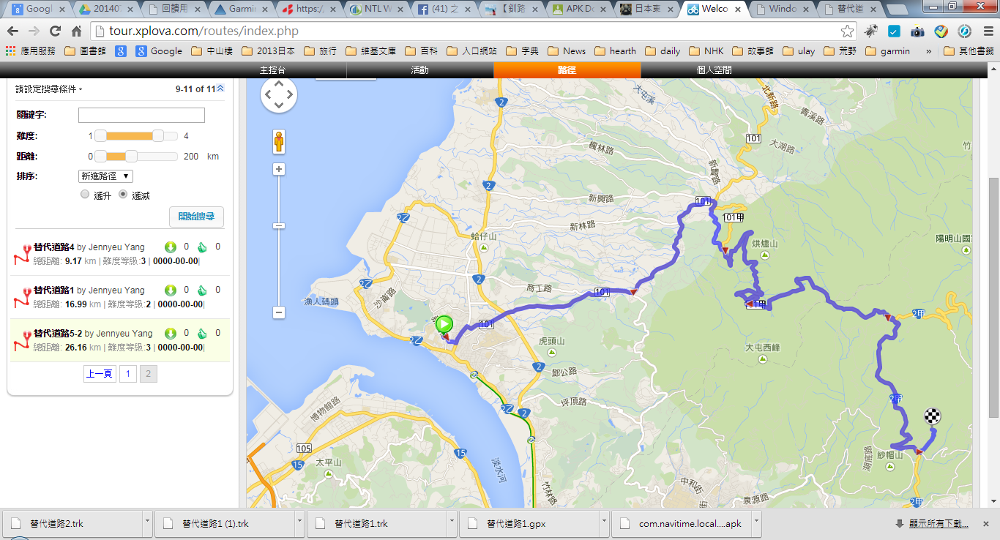 Googl
201407
回饋用
Garmin
https:/
NTL W
(41) 之
【釧路
APK Do
日本東
Welco
Windo
替代道
tour.xplova.com/routes/index.php
應用服務
圖書館
Google
中山樓
2013日本
旅行
維基文庫
百科
入口網站
字典
News
hearth
daily
NHK
故事館
ulay
荒野
garmin
»
其他書籤
主控台
活動
路徑
個人空間
請設定搜尋條件。
9-11 of 11
關鍵字:
難度:
1
4
距離:
0
200 km
排序:
新進路徑
遞升
遞減
開始搜尋
替代道路4 by Jennyeu Yang 0 0
總距離: 9.17 km | 難度等級:3 | 0000-00-00|
替代道路1 by Jennyeu Yang 0 0
總距離: 16.99 km | 難度等級:2 | 0000-00-00|
替代道路5-2 by Jennyeu Yang 0 0
總距離: 26.16 km | 難度等級:3 | 0000-00-00|
上一頁 1 2
2
大屯溪
北新路
青溪路
101
大湖路
竹
楓林路
2
新興路
101
101甲
2乙
新林路
蛤仔山
烘爐山
陽明山國
2
2乙
商工路
101
漁人碼頭
沙崙路
101甲
2甲
101
2乙
虎頭山
大屯西峰
2
鄧公路
坪頂路
2甲
2乙
2
博物館路
105
15
太平山
15
淡水河
竹林路
中和街
泉源路
湖底路
紗帽山
2甲
替代道路2.trk
替代道路1 (1).trk
替代道路1.trk
替代道路1.gpx
com.navitime.local....apk
顯示所有下載...